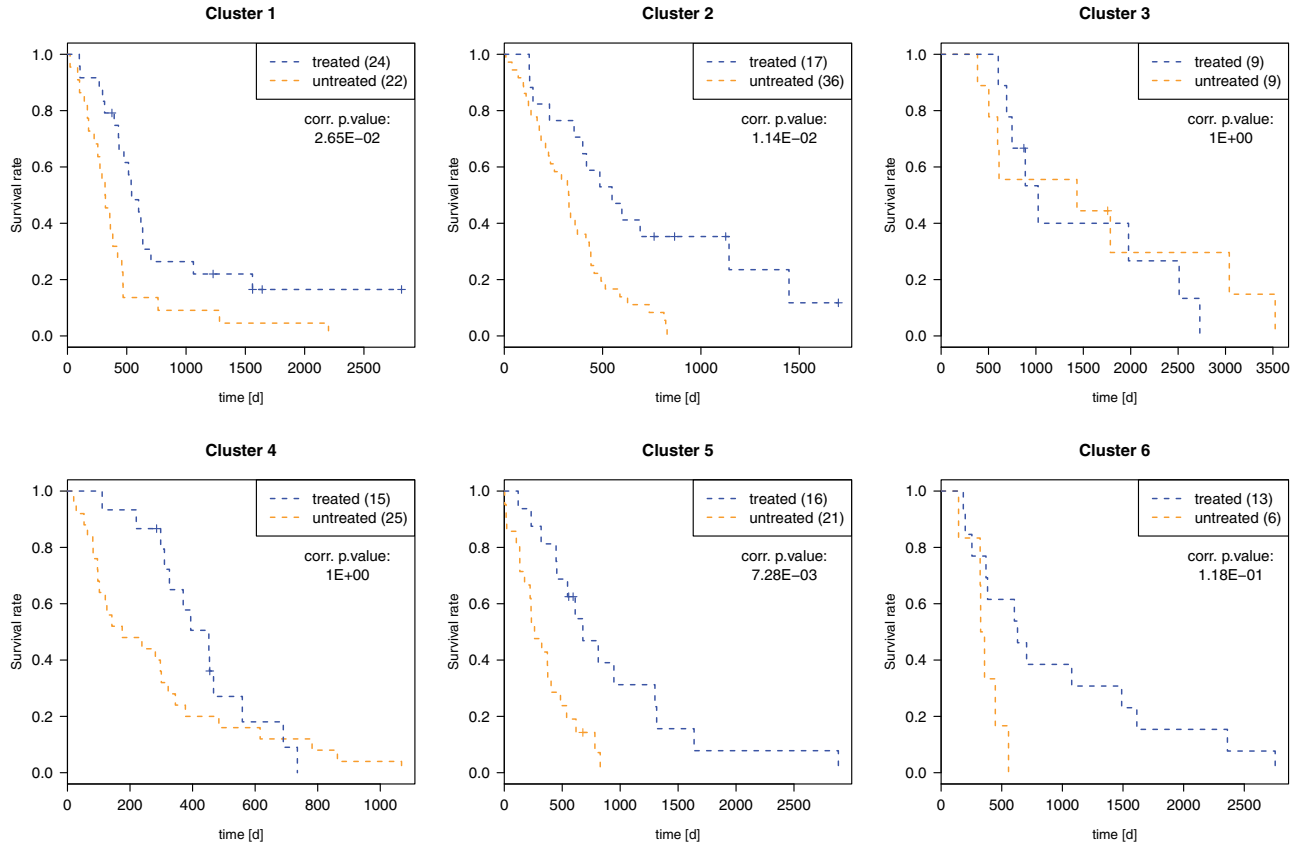 Cluster 1
Survival rate
1.0
0.8
0.6
0.4
0.2
0.0
treated (24)
untreated (22)
corr. p.value:
2.65E−02
0 500 1000 1500 2000 2500
time [d]
Cluster 2
Survival rate
1.0
0.8
0.6
0.4
0.2
0.0
treated (17)
untreated (36)
corr. p.value:
1.14E−02
0 500 1000 1500
time [d]
Cluster 3
Survival rate
1.0
0.8
0.6
0.4
0.2
0.0
treated (9)
untreated (9)
corr. p.value:
1E+00
0 500 1000 1500 2000 2500 3000 3500
time [d]
Cluster 4
Survival rate
1.0
0.8
0.6
0.4
0.2
0.0
treated (15)
untreated (25)
corr. p.value:
1E+00
0 200 400 600 800 1000
time [d]
Cluster 5
Survival rate
1.0
0.8
0.6
0.4
0.2
0.0
treated (16)
untreated (21)
corr. p.value:
7.28E−03
0 500 1000 1500 2000 2500
time [d]
Cluster 6
Survival rate
1.0
0.8
0.6
0.4
0.2
0.0
treated (13)
untreated (6)
corr. p.value:
1.18E−01
0 500 1000 1500 2000 2500
time [d]